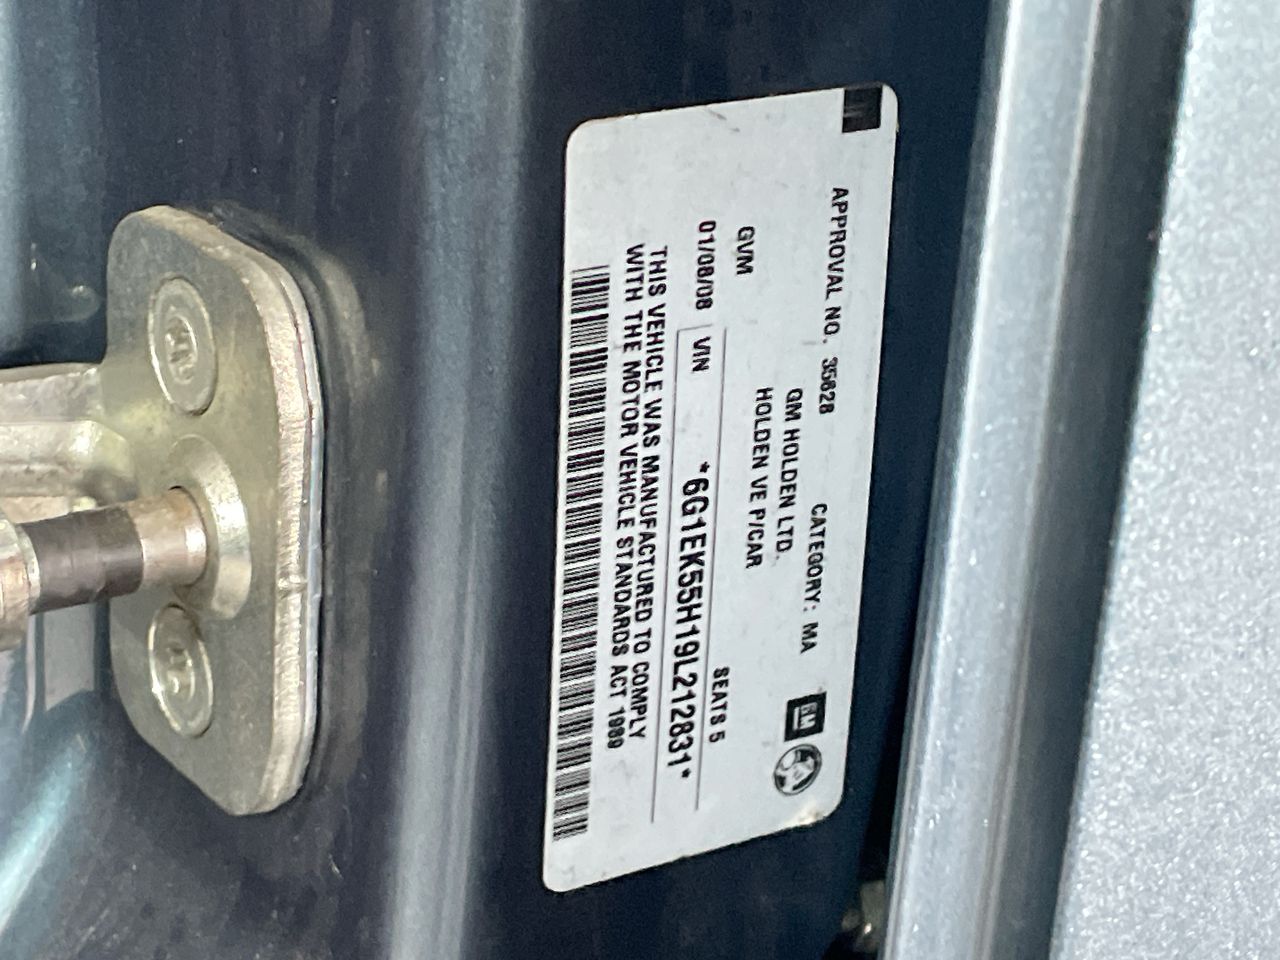 APPROVAL NO. 35628 CATEGORY: MA GM
GM HOLDEN LTD.
HOLDEN VE P/CAR
GVM
01/08/08 SEATS 5
VIN *6G1EK55H19L212831*
THIS VEHICLE WAS MANUFACTURED TO COMPLY
WITH THE MOTOR VEHICLE STANDARDS ACT 1989